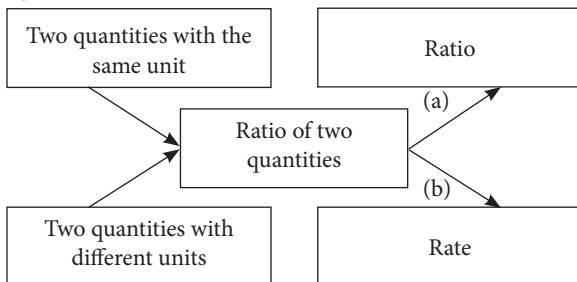 Two quantities with the
same unit
Ratio
(a)
Ratio of two
quantities
(b)
Two quantities with
different units
Rate